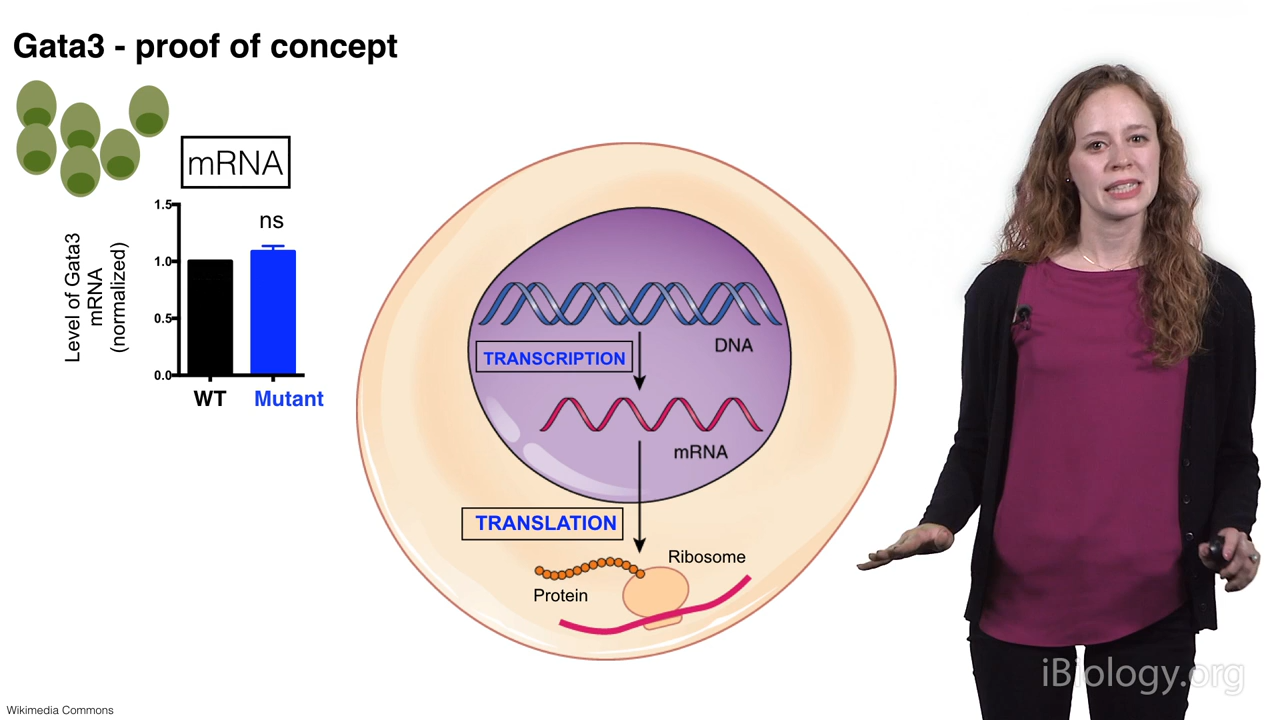 Gata3 - proof of concept
mRNA
ns
Level of Gata3
mRNA
(normalized)
1.5
1.0
0.5
0.0
WT
Mutant
DNA
TRANSCRIPTION
mRNA
TRANSLATION
Ribosome
Protein
iBiology.org
Wikimedia Commons